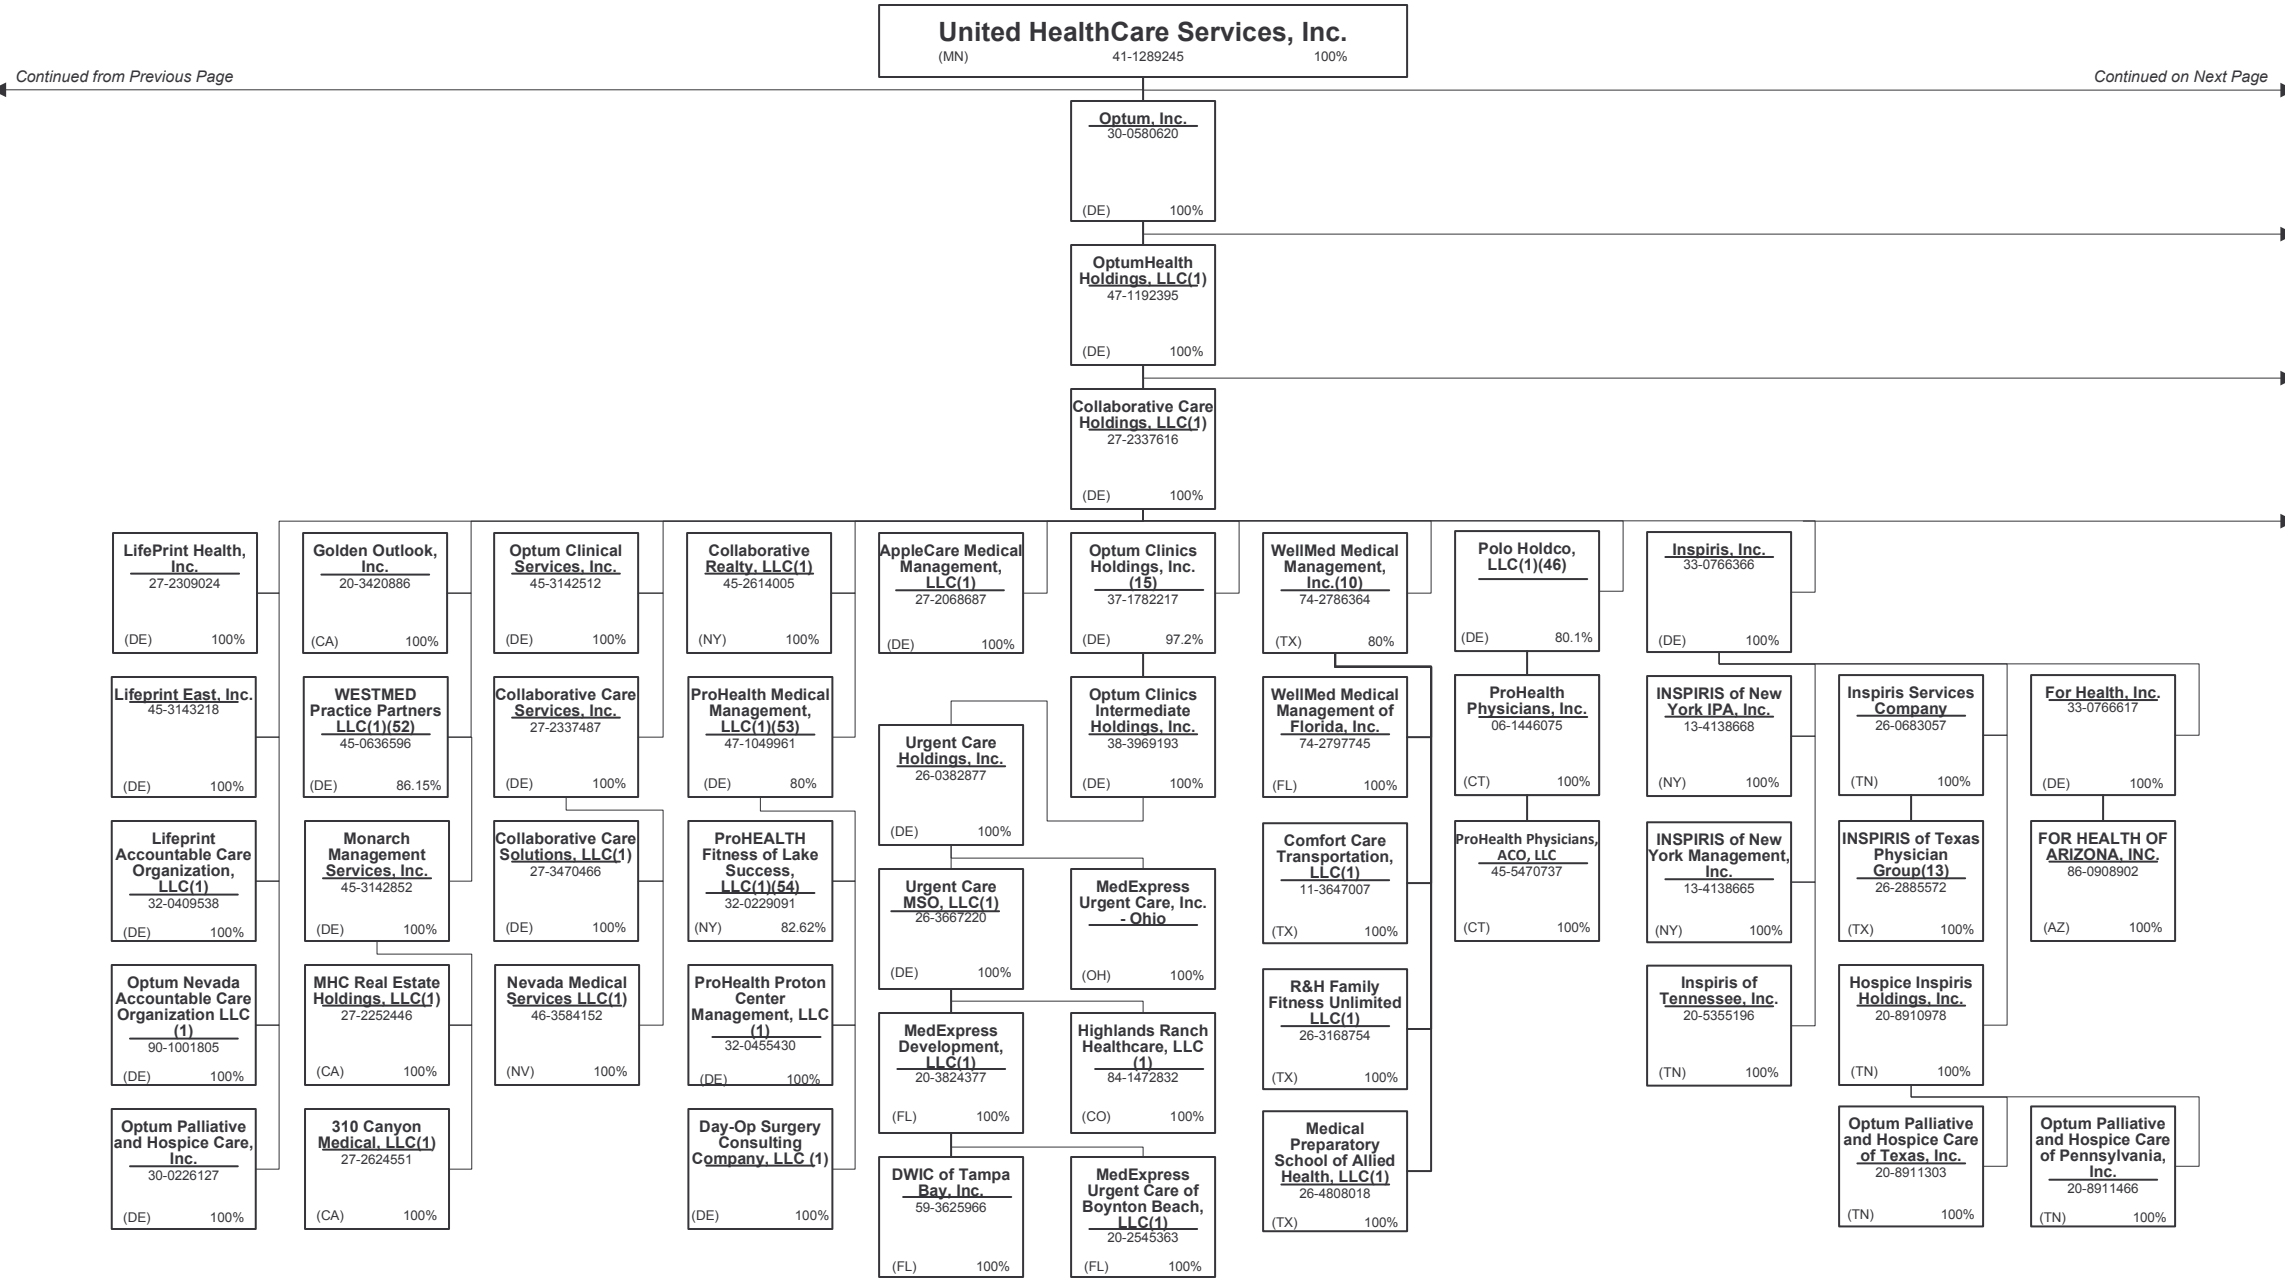 United HealthCare Services, Inc.
(MN) 41-1289245 100%
Continued from Previous Page
Continued on Next Page
Optum, Inc.
30-0580620
(DE) 100%
OptumHealth
Holdings, LLC(1)
47-1192395
(DE) 100%
Collaborative Care
Holdings, LLC(1)
27-2337616
(DE) 100%
LifePrint Health,
Inc.
27-2309024
(DE) 100%
Golden Outlook,
Inc.
20-3420886
(CA) 100%
Optum Clinical
Services, Inc.
45-3142512
(DE) 100%
Collaborative
Realty, LLC(1)
45-2614005
(NY) 100%
AppleCare Medical
Management,
LLC(1)
27-2068687
(DE) 100%
Optum Clinics
Holdings, Inc.
(15)
37-1782217
(DE) 97.2%
WellMed Medical
Management,
Inc.(10)
74-2786364
(TX) 80%
Polo Holdco,
LLC(1)(46)
(DE) 80.1%
Inspiris, Inc.
33-0766366
(DE) 100%
Lifeprint East, Inc.
45-3143218
(DE) 100%
WESTMED
Practice Partners
LLC(1)(52)
45-0636596
(DE) 86.15%
Collaborative Care
Services, Inc.
27-2337487
(DE) 100%
ProHealth Medical
Management,
LLC(1)(53)
47-1049961
(DE) 80%
Urgent Care
Holdings, Inc.
26-0382877
(DE) 100%
Optum Clinics
Intermediate
Holdings, Inc.
38-3969193
(DE) 100%
WellMed Medical
Management of
Florida, Inc.
74-2797745
(FL) 100%
ProHealth
Physicians, Inc.
06-1446075
(CT) 100%
INSPIRIS of New
York IPA, Inc.
13-4138668
(NY) 100%
Inspiris Services
Company
26-0683057
(TN) 100%
For Health, Inc.
33-0766617
(DE) 100%
Lifeprint
Accountable Care
Organization,
LLC(1)
32-0409538
(DE) 100%
Monarch
Management
Services, Inc.
45-3142852
(DE) 100%
Collaborative Care
Solutions, LLC(1)
27-3470466
(DE) 100%
ProHEALTH
Fitness of Lake
Success,
LLC(1)(54)
32-0229091
(NY) 82.62%
Urgent Care
MSO, LLC(1)
26-3667220
(DE) 100%
MedExpress
Urgent Care, Inc.
- Ohio
(OH) 100%
Comfort Care
Transportation,
LLC(1)
11-3647007
(TX) 100%
ProHealth Physicians,
ACO, LLC
45-5470737
(CT) 100%
INSPIRIS of New
York Management,
Inc.
13-4138665
(NY) 100%
INSPIRIS of Texas
Physician
Group(13)
26-2885572
(TX) 100%
FOR HEALTH OF
ARIZONA, INC.
86-0908902
(AZ) 100%
Optum Nevada
Accountable Care
Organization LLC
(1)
90-1001805
(DE) 100%
MHC Real Estate
Holdings, LLC(1)
27-2252446
(CA) 100%
Nevada Medical
Services LLC(1)
46-3584152
(NV) 100%
ProHealth Proton
Center
Management, LLC
(1)
32-0455430
(DE) 100%
MedExpress
Development,
LLC(1)
20-3824377
(FL) 100%
Highlands Ranch
Healthcare, LLC
(1)
84-1472832
(CO) 100%
R&H Family
Fitness Unlimited
LLC(1)
26-3168754
(TX) 100%
Inspiris of
Tennessee, Inc.
20-5355196
(TN) 100%
Hospice Inspiris
Holdings, Inc.
20-8910978
(TN) 100%
Optum Palliative
and Hospice Care,
Inc.
30-0226127
(DE) 100%
310 Canyon
Medical, LLC(1)
27-2624551
(CA) 100%
Day-Op Surgery
Consulting
Company, LLC (1)
(DE) 100%
DWIC of Tampa
Bay, Inc.
59-3625966
(FL) 100%
MedExpress
Urgent Care of
Boynton Beach,
LLC(1)
20-2545363
(FL) 100%
Medical
Preparatory
School of Allied
Health, LLC(1)
26-4808018
(TX) 100%
Optum Palliative
and Hospice Care
of Texas, Inc.
20-8911303
(TN) 100%
Optum Palliative
and Hospice Care
of Pennsylvania,
Inc.
20-8911466
(TN) 100%